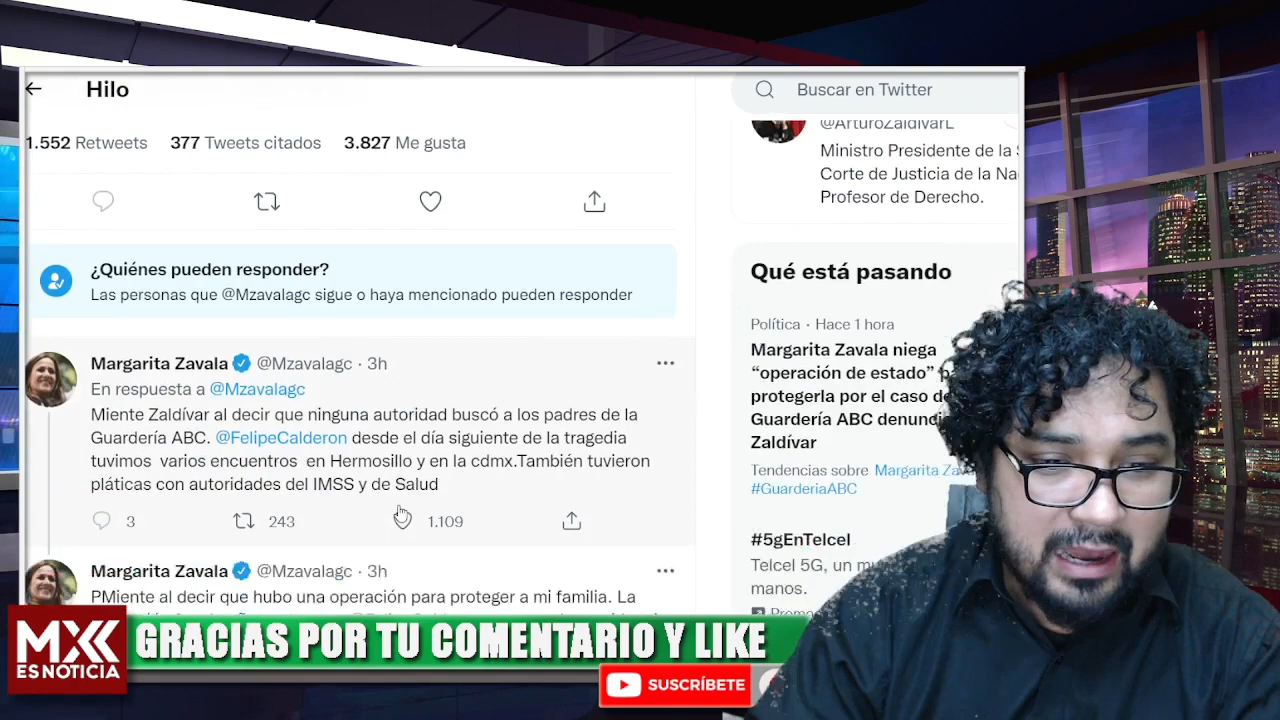 Hilo
1.552 Retweets 377 Tweets citados 3.827 Me gusta
¿Quiénes pueden responder?
Las personas que @Mzavalagc sigue o haya mencionado pueden responder
Margarita Zavala @Mzavalagc · 3h
En respuesta a @Mzavalagc
Miente Zaldívar al decir que ninguna autoridad buscó a los padres de la
Guardería ABC. @FelipeCalderon desde el día siguiente de la tragedia
tuvimos varios encuentros en Hermosillo y en la cdmx.También tuvieron
pláticas con autoridades del IMSS y de Salud
3 243 1.109
Margarita Zavala @Mzavalagc · 3h
PMiente al decir que hubo una operación para proteger a mi familia. La
Buscar en Twitter
@ArturoZaldivarL
Ministro Presidente de la
Corte de Justicia de la
Profesor de Derecho.
Qué está pasando
Política · Hace 1 hora
Margarita Zavala niega
“operación de estado”
protegerla por el caso de
Guardería ABC
Zaldívar
Tendencias sobre Margarita
#GuarderiaABC
#5gEnTelcel
Telcel 5G, un
manos.
MX
ES NOTICIA
GRACIAS POR TU COMENTARIO Y LIKE
SUSCRÍBETE